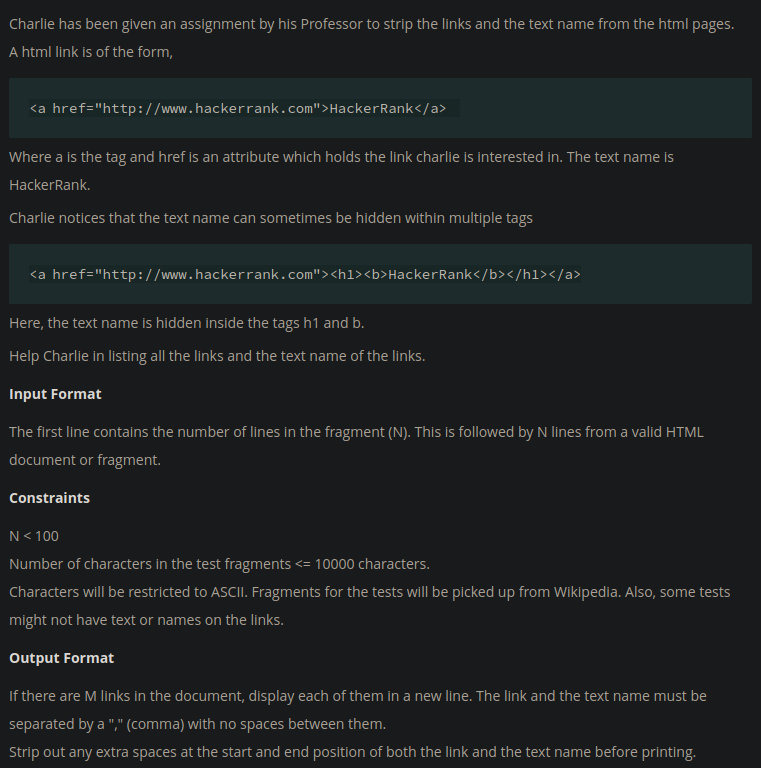 Charlie has been given an assignment by his Professor to strip the links and the text name from the html pages.
A html link is of the form,
<a href="http://www.hackerrank.com">HackerRank</a>
Where a is the tag and href is an attribute which holds the link charlie is interested in. The text name is
HackerRank.
Charlie notices that the text name can sometimes be hidden within multiple tags
<a href="http://www.hackerrank.com"><h1><b>HackerRank</b></h1></a>
Here, the text name is hidden inside the tags h1 and b.
Help Charlie in listing all the links and the text name of the links.
Input Format
The first line contains the number of lines in the fragment (N). This is followed by N lines from a valid HTML
document or fragment.
Constraints
N < 100
Number of characters in the test fragments <= 10000 characters.
Characters will be restricted to ASCII. Fragments for the tests will be picked up from Wikipedia. Also, some tests
might not have text or names on the links.
Output Format
If there are M links in the document, display each of them in a new line. The link and the text name must be
separated by a "," (comma) with no spaces between them.
Strip out any extra spaces at the start and end position of both the link and the text name before printing.